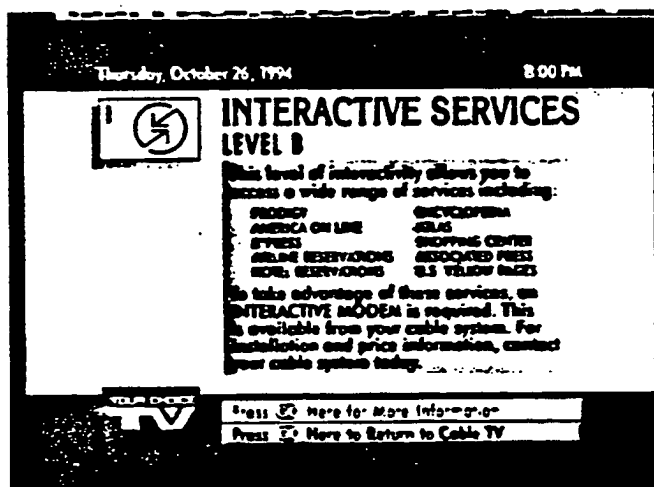 Thursday, October 26, 1994 8:00 PM
INTERACTIVE SERVICES
LEVEL B
This level of interactivity allows you to
access a wide range of services including:
PRODIGY ENCYCLOPEDIA
AMERICA ON LINE ATLAS
X*PRESS SHOPPING CENTER
AIRLINE RESERVATIONS ASSOCIATED PRESS
HOTEL RESERVATIONS U.S YELLOW PAGES
To take advantage of these services, an
INTERACTIVE MODEM is required. This
is available from your cable system. For
installation and price information, contact
your cable system today.
YOUR CHOICE
TV
Press Here for More Information
Press Here to Return to Cable TV